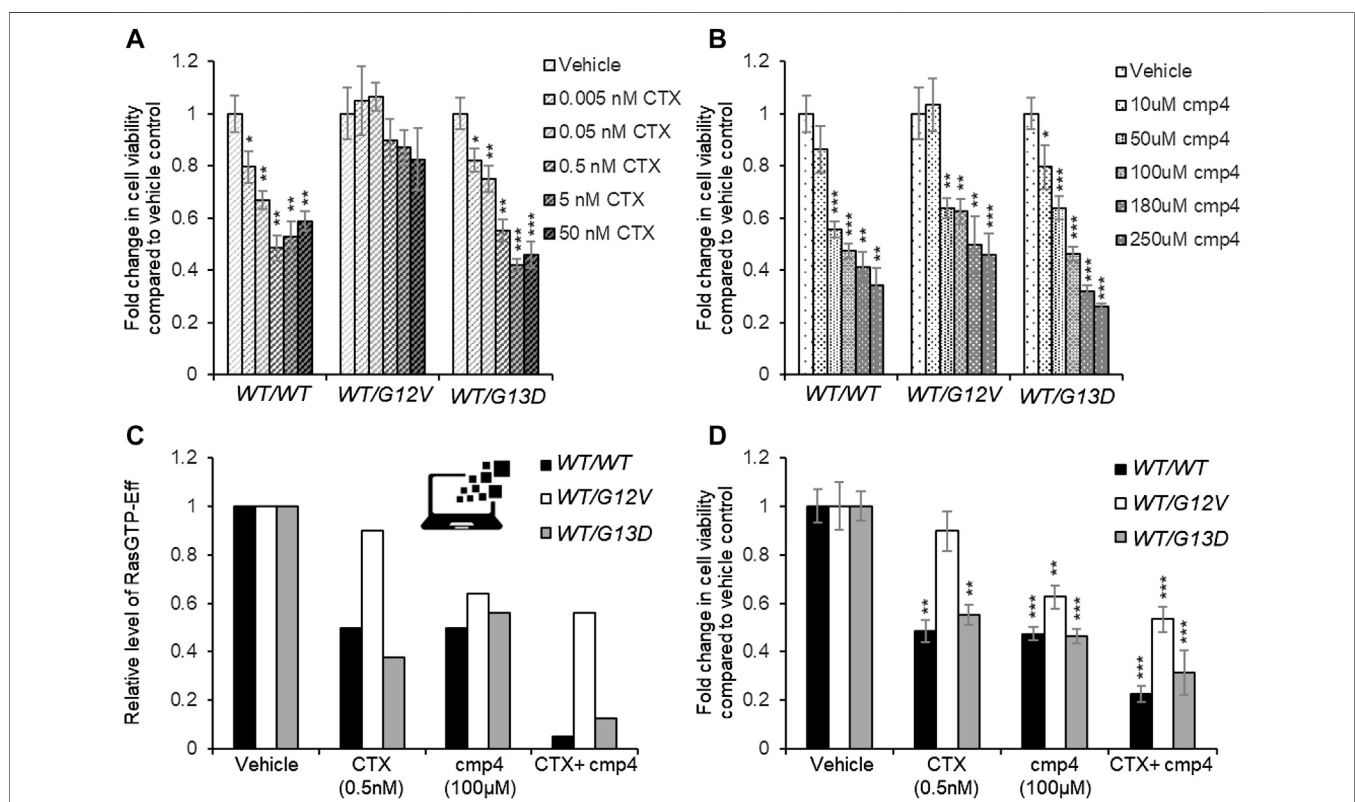 A
Fold change in cell viability
compared to vehicle control
1.2
1
0.8
0.6
0.4
0.2
0
*
**
**
**
**
*
**
**
***
***
WT/WT
WT/G12V
WT/G13D
Vehicle
0.005 nM CTX
0.05 nM CTX
0.5 nM CTX
5 nM CTX
50 nM CTX
B
Fold change in cell viability
compared to vehicle control
1.2
1
0.8
0.6
0.4
0.2
0
***
***
**
**
**
**
**
***
*
***
***
***
***
WT/WT
WT/G12V
WT/G13D
Vehicle
10uM cmp4
50uM cmp4
100uM cmp4
180uM cmp4
250uM cmp4
C
Relative level of RasGTP-Eff
1.2
1
0.8
0.6
0.4
0.2
0
WT/WT
WT/G12V
WT/G13D
Vehicle
CTX
(0.5nM)
cmp4
(100μM)
CTX+ cmp4
D
Fold change in cell viability
compared to vehicle control
1.2
1
0.8
0.6
0.4
0.2
0
**
**
***
**
***
***
***
***
WT/WT
WT/G12V
WT/G13D
Vehicle
CTX
(0.5nM)
cmp4
(100μM)
CTX+ cmp4